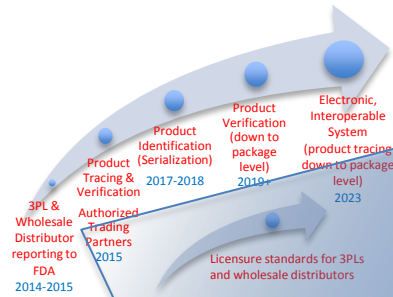 3PL &
Wholesale
Distributor
reporting to
FDA
2014-2015
Product
Tracing &
Verification
Authorized
Trading
Partners
2015
Product
Identification
(Serialization)
2017-2018
Product
Verification
(down to
package
level)
2019+
Electronic,
Interoperable
System
(product tracing
down to package
level)
2023
Licensure standards for 3PLs
and wholesale distributors